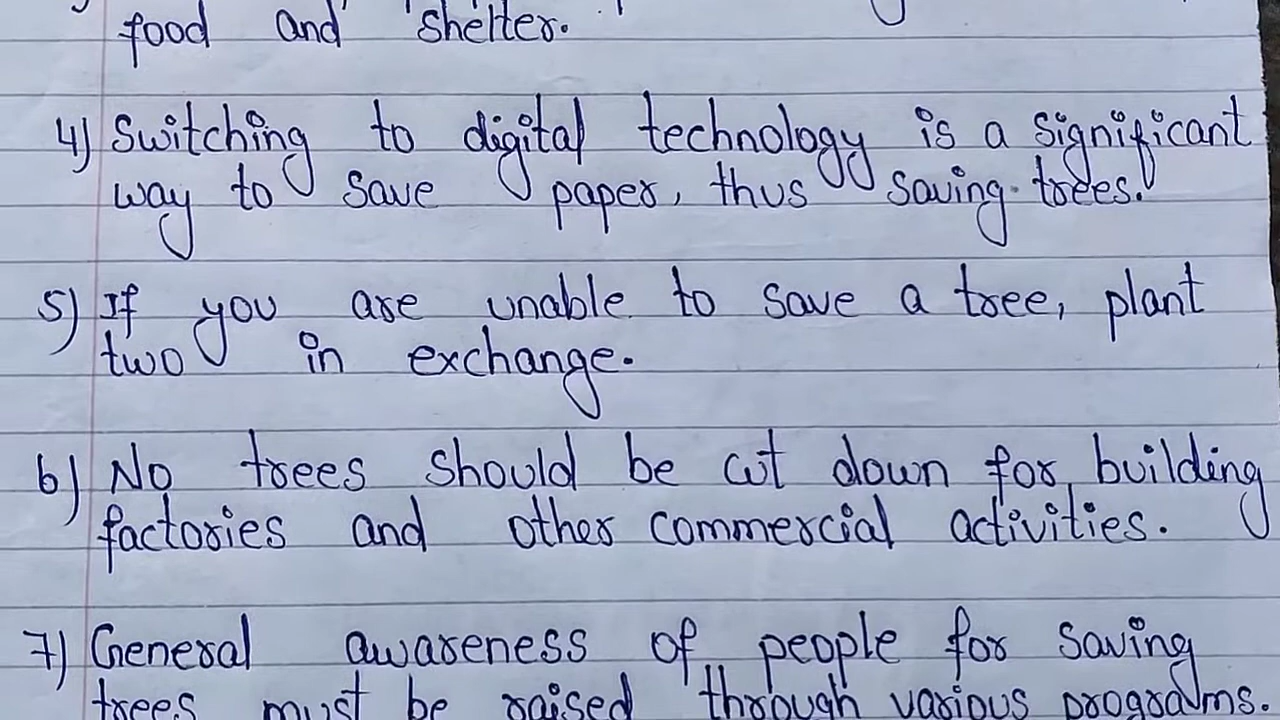 food and shelter.
4) Switching to digital technology is a significant
way to save paper, thus saving trees.
5) If you are unable to save a tree, plant
two in exchange.
6) No trees should be cut down for building
factories and other commercial activities.
7) General awareness of people for saving
trees must be raised through various programs.